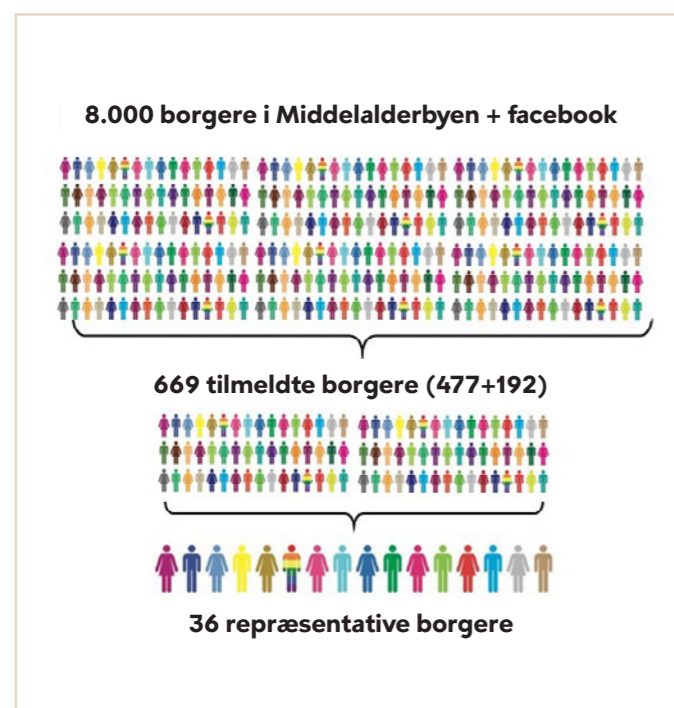 8.000 borgere i Middelalderbyen + facebook
669 tilmeldte borgere (477+192)
36 repræsentative borgere